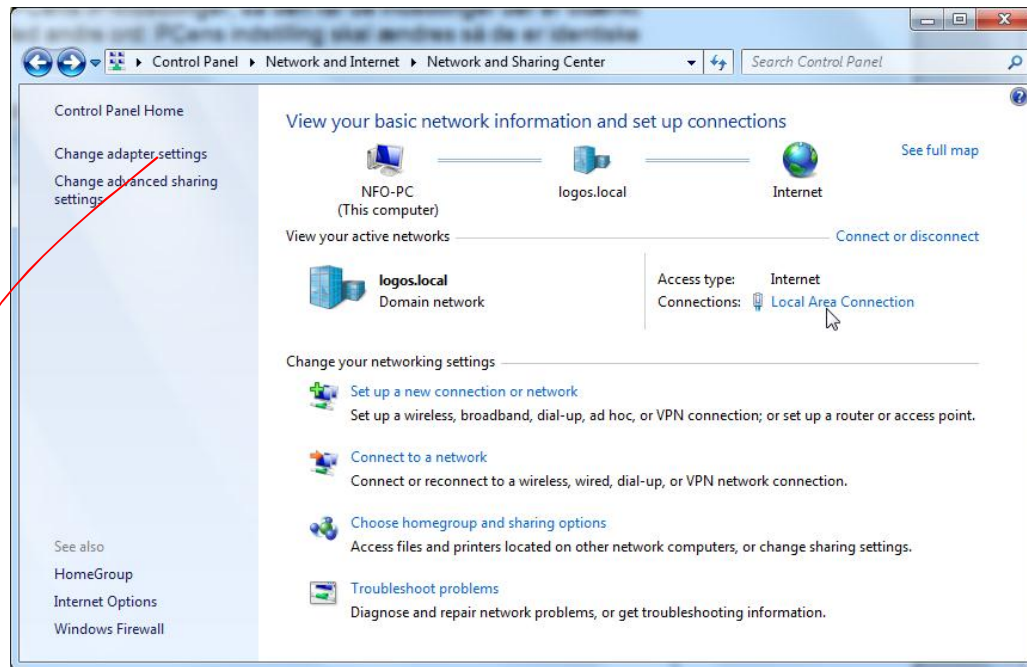 Control Panel ▸ Network and Internet ▸ Network and Sharing Center
Search Control Panel
Control Panel Home
Change adapter settings
Change advanced sharing
settings
View your basic network information and set up connections
See full map
NFO-PC
(This computer)
logos.local
Internet
View your active networks
Connect or disconnect
logos.local
Domain network
Access type: Internet
Connections: Local Area Connection
Change your networking settings
Set up a new connection or network
Set up a wireless, broadband, dial-up, ad hoc, or VPN connection; or set up a router or access point.
Connect to a network
Connect or reconnect to a wireless, wired, dial-up, or VPN network connection.
Choose homegroup and sharing options
Access files and printers located on other network computers, or change sharing settings.
Troubleshoot problems
Diagnose and repair network problems, or get troubleshooting information.
See also
HomeGroup
Internet Options
Windows Firewall